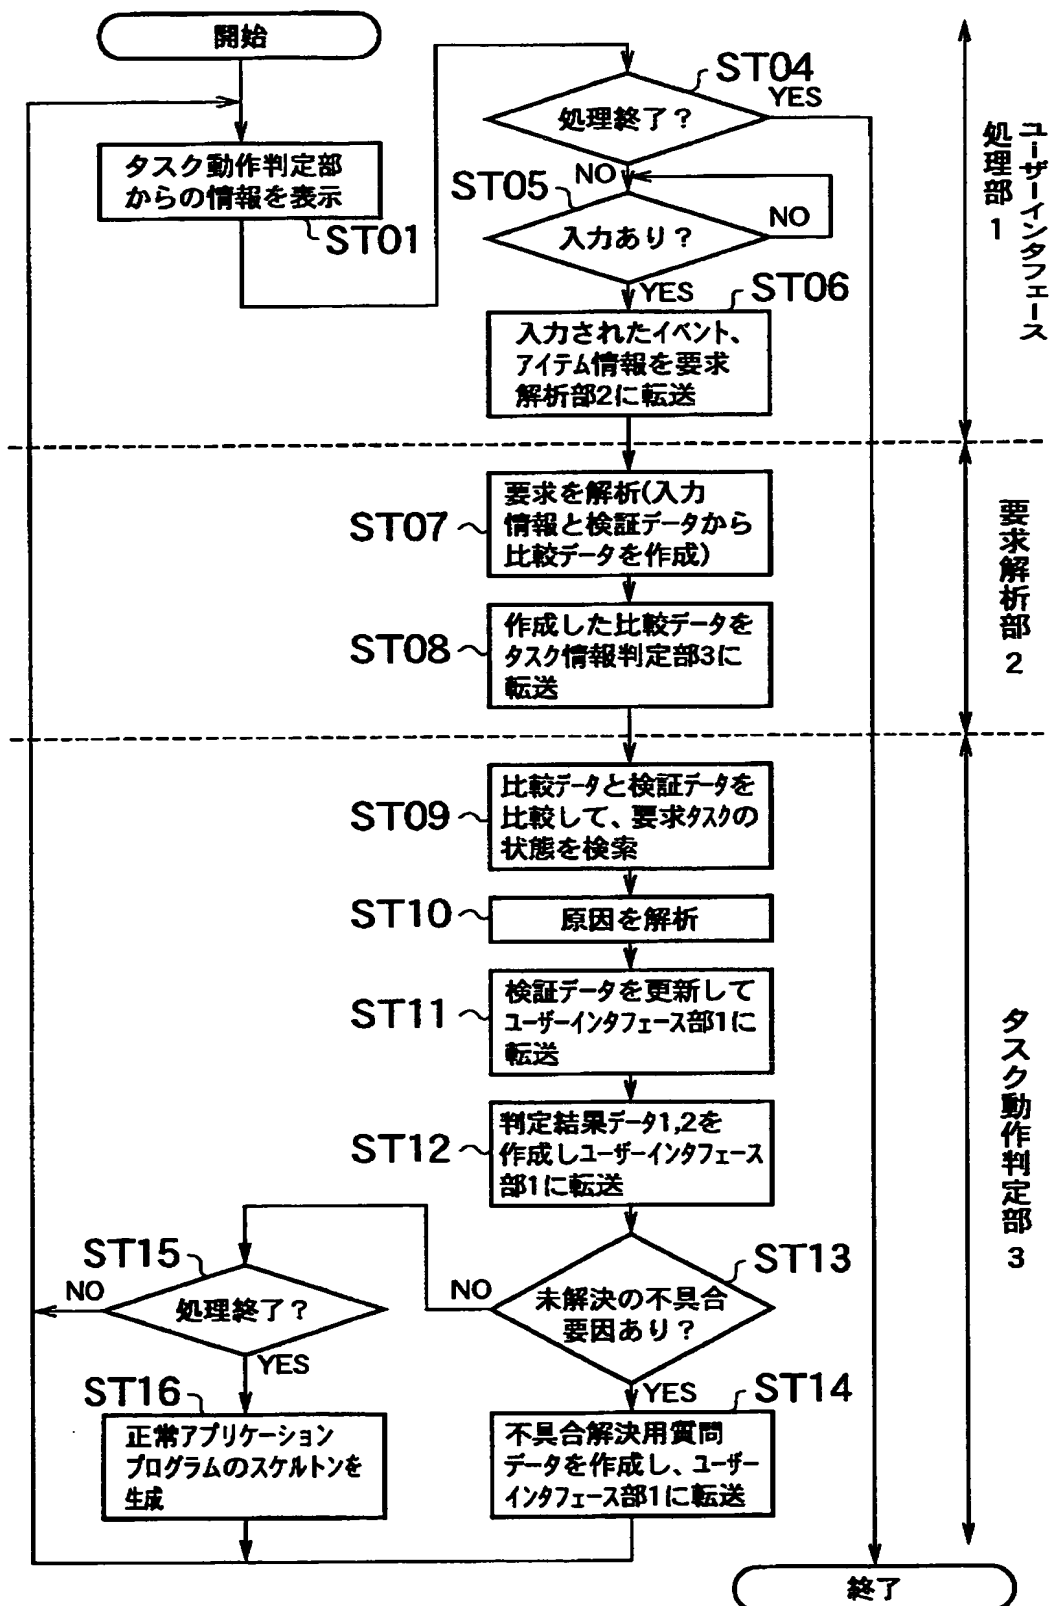 開始
タスク動作判定部
からの情報を表示
ST01
ST04
処理終了?
YES
NO
ST05
入力あり?
NO
YES
ST06
入力されたイベント、
アイテム情報を要求
解析部2に転送
ユーザーインタフェース
処理部1
ST07
要求を解析(入力
情報と検証データから
比較データを作成)
ST08
作成した比較データを
タスク情報判定部3に
転送
要求解析部2
ST09
比較データと検証データを
比較して、要求タスクの
状態を検索
ST10
原因を解析
ST11
検証データを更新して
ユーザーインタフェース部1に
転送
ST12
判定結果データ1,2を
作成しユーザーインタフェース
部1に転送
ST13
未解決の不具合
要因あり?
NO
YES
ST15
処理終了?
NO
YES
ST16
正常アプリケーション
プログラムのスケルトンを
生成
ST14
不具合解決用質問
データを作成し、ユーザー
インタフェース部1に転送
タスク動作判定部3
終了